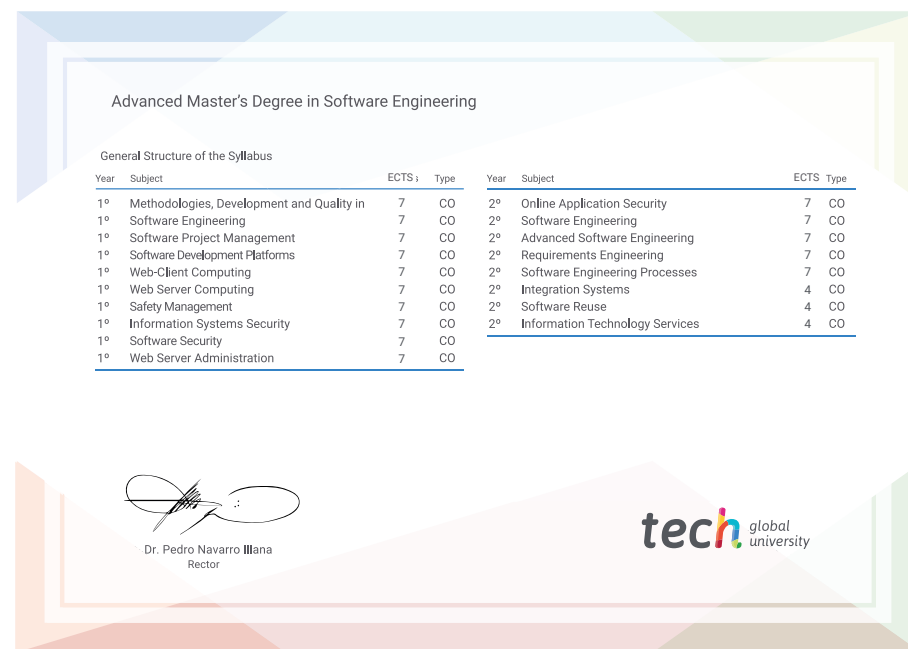 Advanced Master's Degree in Software Engineering
General Structure of the Syllabus
Year Subject ECTS Type
1º Methodologies, Development and Quality in 7 CO
1º Software Engineering 7 CO
1º Software Project Management 7 CO
1º Software Development Platforms 7 CO
1º Web-Client Computing 7 CO
1º Web Server Computing 7 CO
1º Safety Management 7 CO
1º Information Systems Security 7 CO
1º Software Security 7 CO
1º Web Server Administration 7 CO
Year Subject ECTS Type
2º Online Application Security 7 CO
2º Software Engineering 7 CO
2º Advanced Software Engineering 7 CO
2º Requirements Engineering 7 CO
2º Software Engineering Processes 7 CO
2º Integration Systems 4 CO
2º Software Reuse 4 CO
2º Information Technology Services 4 CO
Dr. Pedro Navarro Illana
Rector
tech global
university